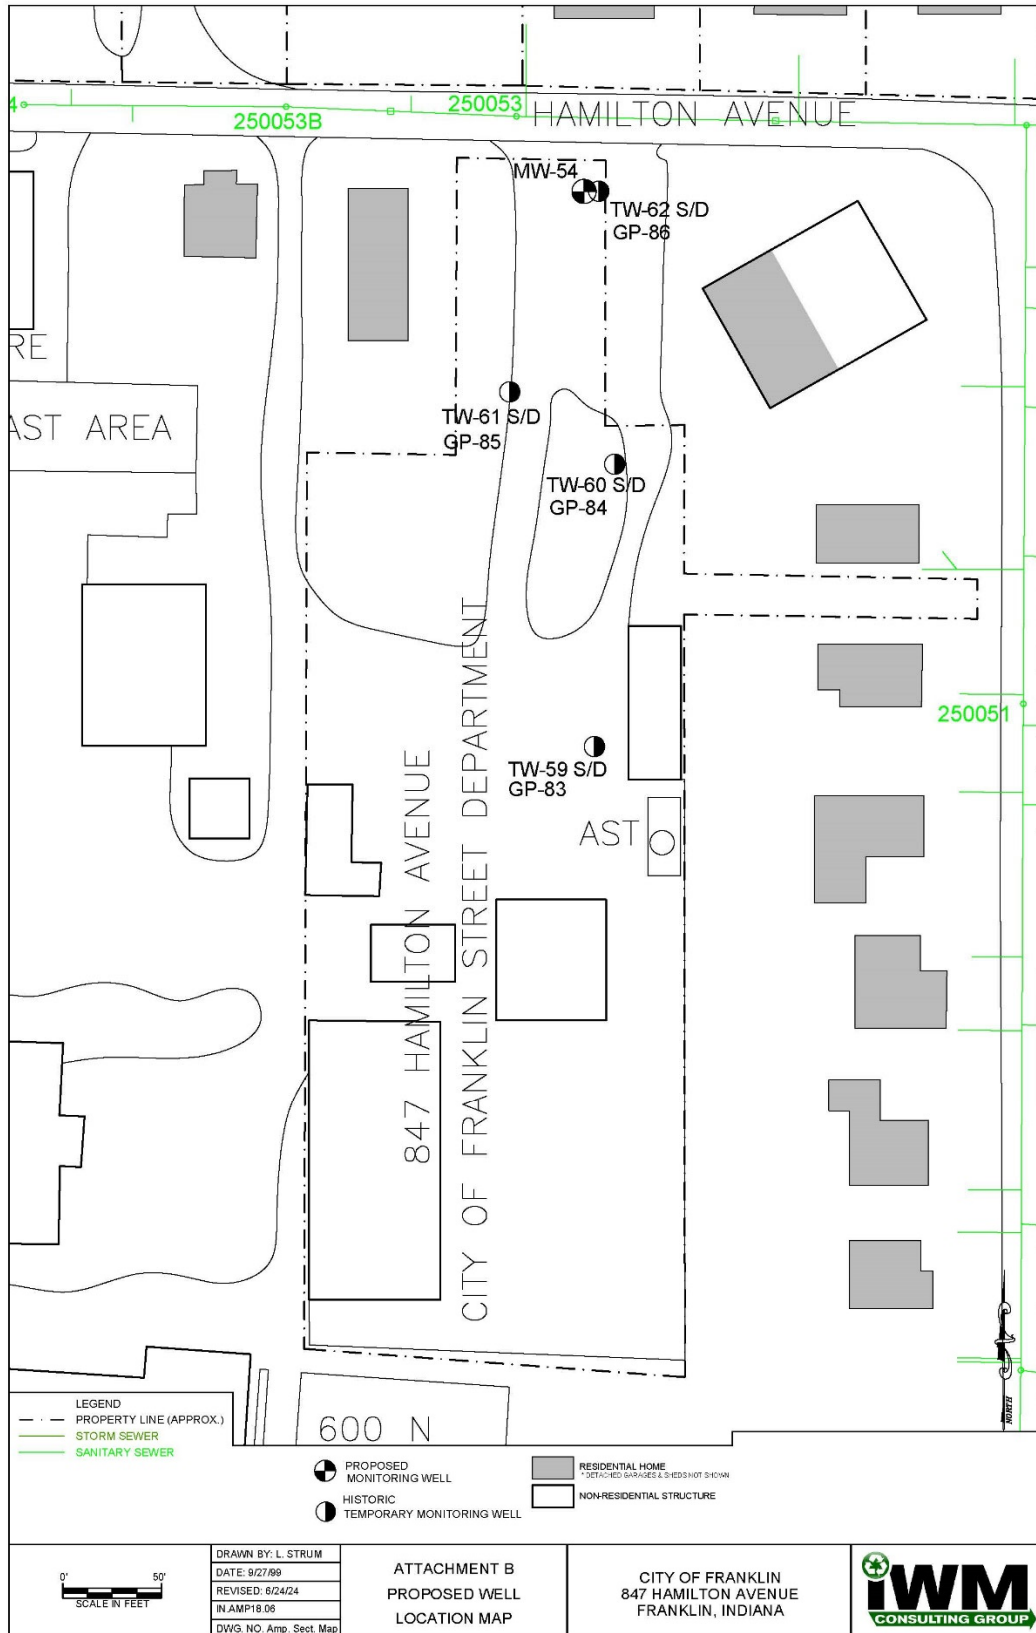 4
250053B
250053
HAMILTON AVENUE
MW-54
TW-62 S/D
GP-86
RE
AST AREA
TW-61 S/D
GP-85
TW-60 S/D
GP-84
250051
TW-59 S/D
GP-83
AST
847 HAMILTON AVENUE
CITY OF FRANKLIN STREET DEPARTMENT
NORTH
600 N
LEGEND
PROPERTY LINE (APPROX.)
STORM SEWER
SANITARY SEWER
PROPOSED
MONITORING WELL
HISTORIC
TEMPORARY MONITORING WELL
RESIDENTIAL HOME
* DETACHED GARAGES & SHEDS NOT SHOWN
NON-RESIDENTIAL STRUCTURE
0' 50'
SCALE IN FEET
DRAWN BY: L. STRUM
DATE: 9/27/99
REVISED: 6/24/24
IN.AMP18.06
DWG. NO. Amp. Sect. Map
ATTACHMENT B
PROPOSED WELL
LOCATION MAP
CITY OF FRANKLIN
847 HAMILTON AVENUE
FRANKLIN, INDIANA
IWM
CONSULTING GROUP